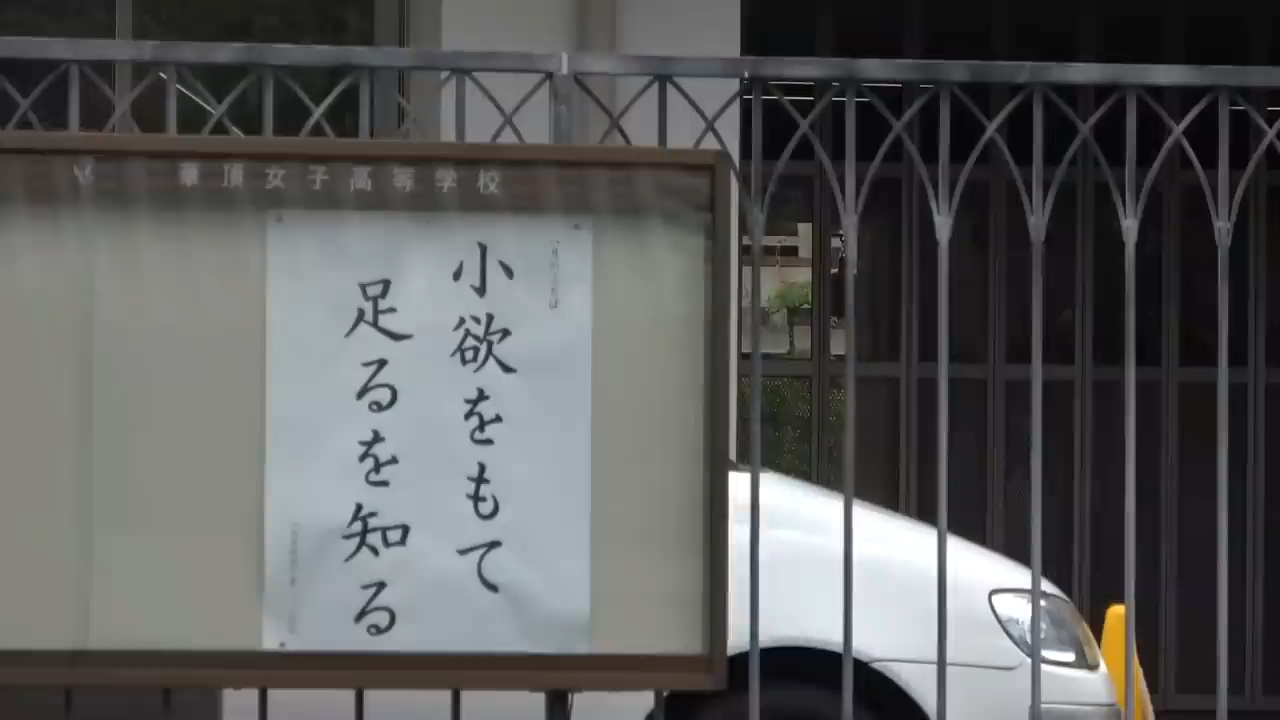 華頂女子高等学校
小欲をもて
足るを知る